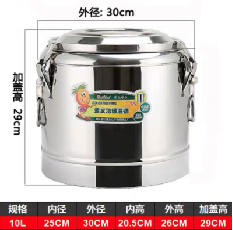 外径: 30cm
加盖高 29cm
规格 内径 外径 内高 外高 加盖高
10L 25CM 30CM 20.5CM 26CM 29CM